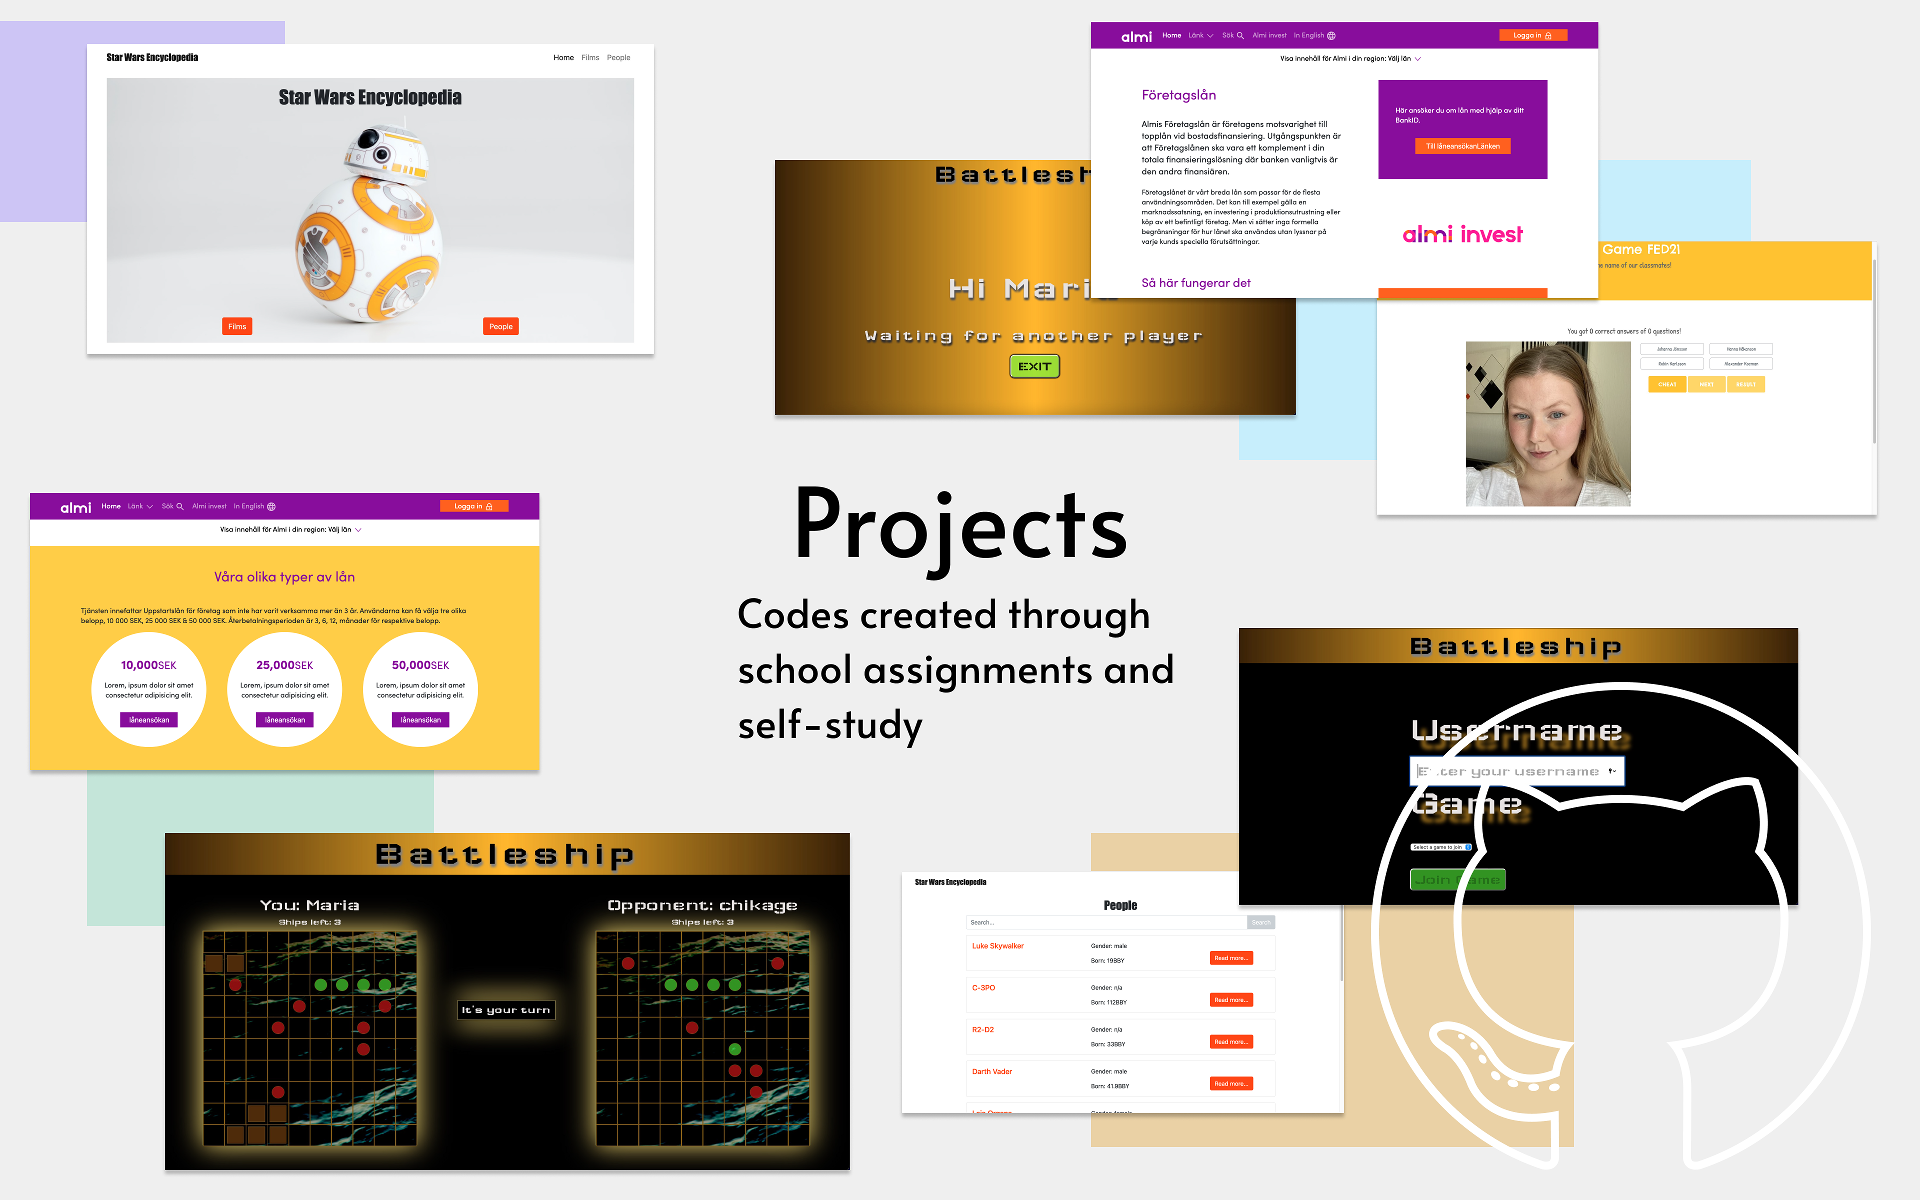 Star Wars Encyclopedia
Home Films People
Star Wars Encyclopedia
Films
People
Battlesh
Hi Mari
Waiting for another player
EXIT
almi Home Länk Sök Almi invest In English Logga in
Visa innehåll för Almi i din region: Välj län
Företagslån
Almis Företagslån är företagens motsvarighet till
topplån vid bostadsfinansiering. Utgångspunkten är
att Företagslånen ska vara ett komplement i din
totala finansieringslösning där banken vanligtvis är
den andra finansiären.
Företagslånet är vårt breda lån som passar för de flesta
användningsområden. Det kan till exempel gälla en
marknadssatsning, en investering i produktionsutrustning eller
köp av ett befintligt företag. Men vi sätter inga formella
begränsningar för hur lånet ska användas utan lyssnar på
varje kunds speciella förutsättningar.
Så här fungerar det
Här ansöker du om lån med hjälp av ditt
BankID.
Till låneansökanLänken
almi invest
Game FED21
name of our classmates!
You got 0 correct answers of 0 questions!
Johanna Jönsson Hanna Håkanson
Robin Karlsson Alexander Kocman
CHEAT NEXT RESULT
Projects
Codes created through
school assignments and
self-study
almi Home Länk Sök Almi invest In English Logga in
Visa innehåll för Almi i din region: Välj län
Våra olika typer av lån
Tjänsten innefattar Uppstartslån för företag som inte har varit verksamma mer än 3 år. Användarna kan få välja tre olika
belopp, 10 000 SEK, 25 000 SEK & 50 000 SEK. Återbetalningsperioden är 3, 6, 12, månader för respektive belopp.
10,000SEK
Lorem, ipsum dolor sit amet
consectetur adipisicing elit.
låneansökan
25,000SEK
Lorem, ipsum dolor sit amet
consectetur adipisicing elit.
låneansökan
50,000SEK
Lorem, ipsum dolor sit amet
consectetur adipisicing elit.
låneansökan
Battleship
Username
Enter your username
Game
Select a game to join
Join Game
Battleship
You: Maria
Ships left: 3
It's your turn
Opponent: chikage
Ships left: 3
Star Wars Encyclopedia
People
Search... Search
Luke Skywalker
Gender: male
Born: 19BBY
Read more...
C-3PO
Gender: n/a
Born: 112BBY
Read more...
R2-D2
Gender: n/a
Born: 33BBY
Read more...
Darth Vader
Gender: male
Born: 41.9BBY
Read more...